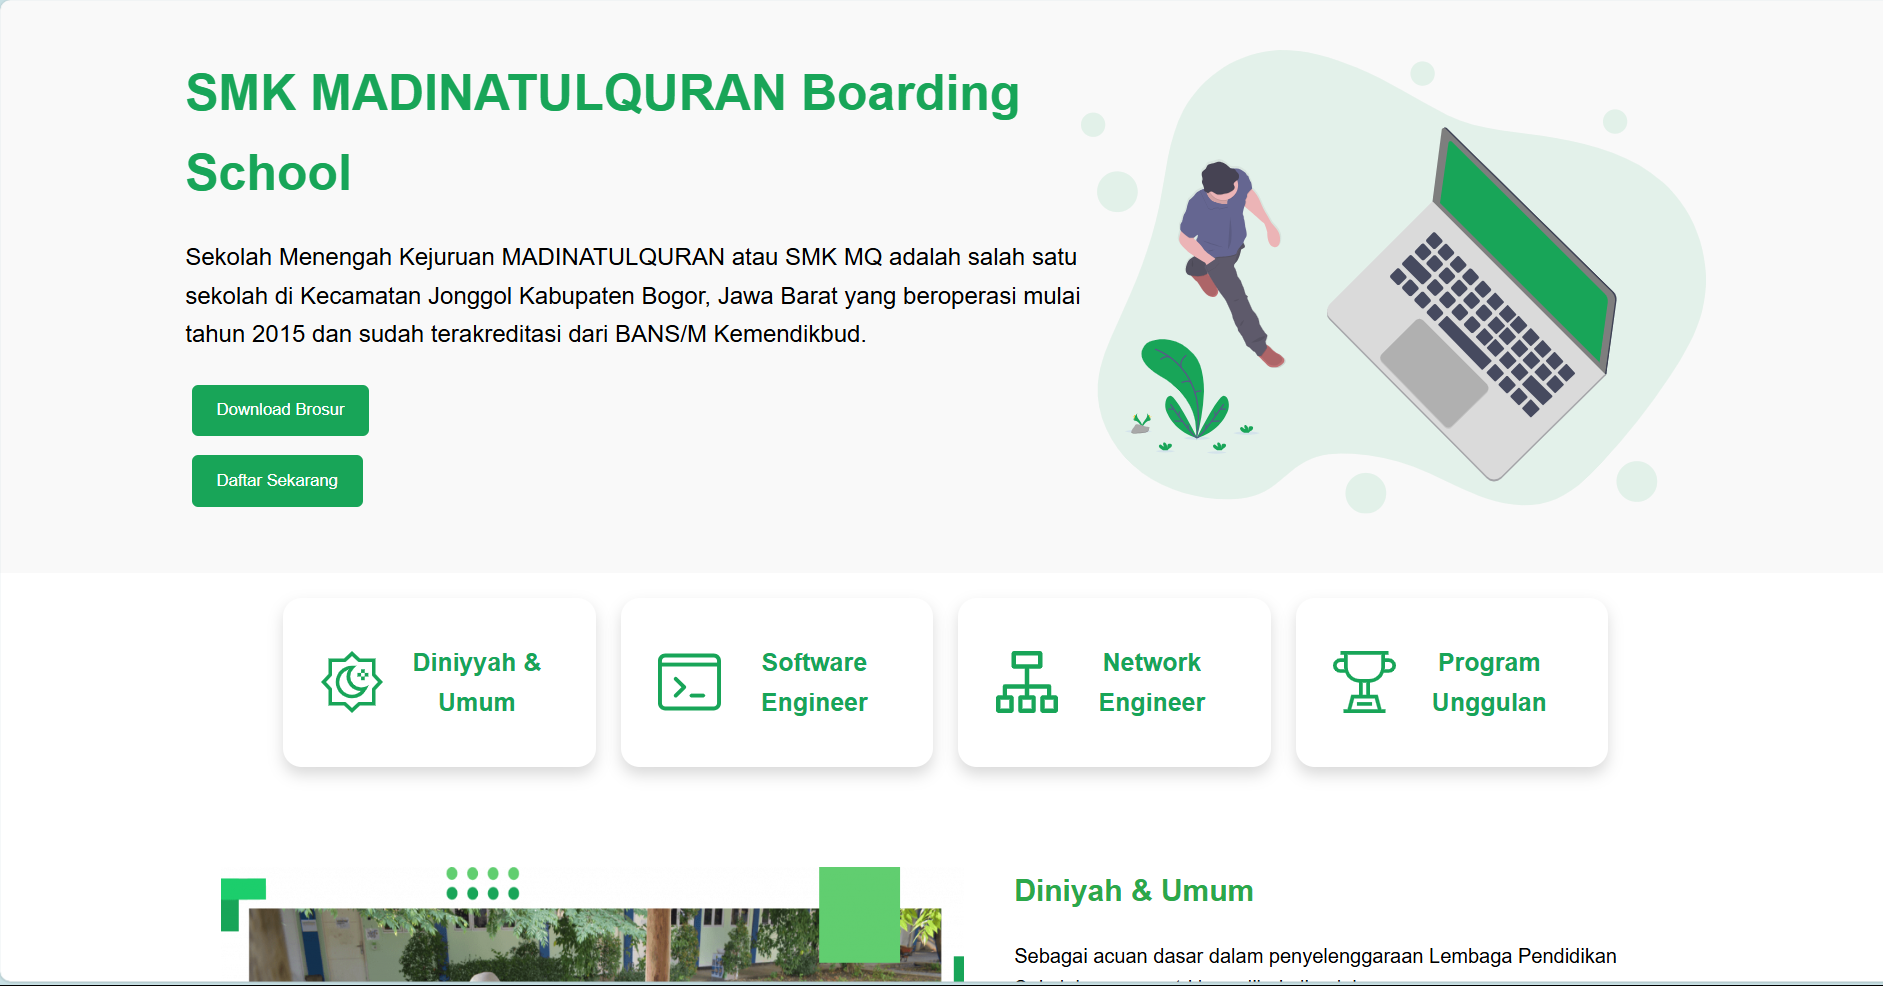 SMK MADINATULQURAN Boarding
School
Sekolah Menengah Kejuruan MADINATULQURAN atau SMK MQ adalah salah satu
sekolah di Kecamatan Jonggol Kabupaten Bogor, Jawa Barat yang beroperasi mulai
tahun 2015 dan sudah terakreditasi dari BANS/M Kemendikbud.
Download Brosur
Daftar Sekarang
Diniyyah &
Umum
Software
Engineer
Network
Engineer
Program
Unggulan
Diniyah & Umum
Sebagai acuan dasar dalam penyelenggaraan Lembaga Pendidikan